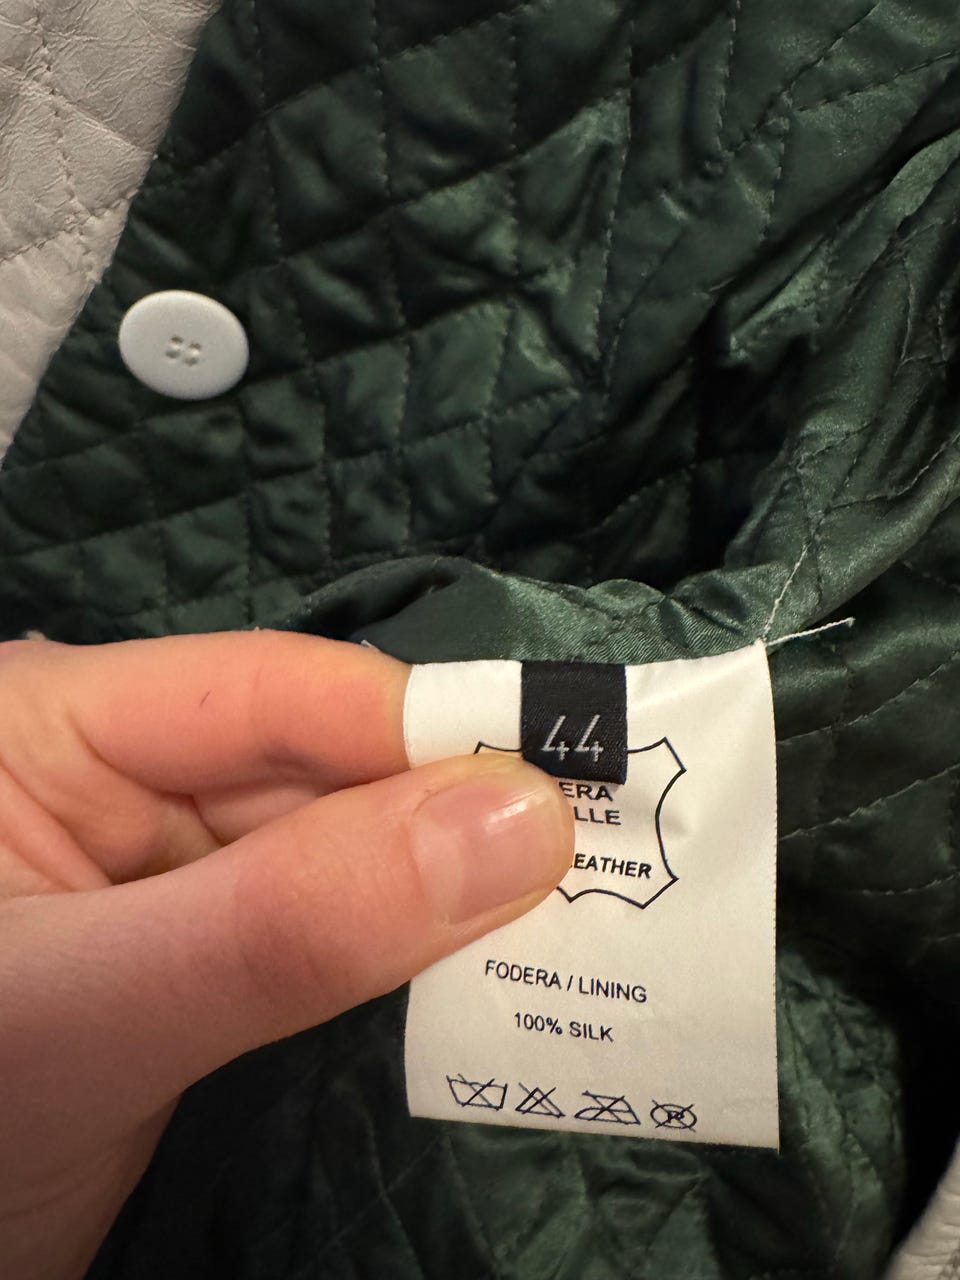 44
ERA
LLE
EATHER
FODERA / LINING
100% SILK